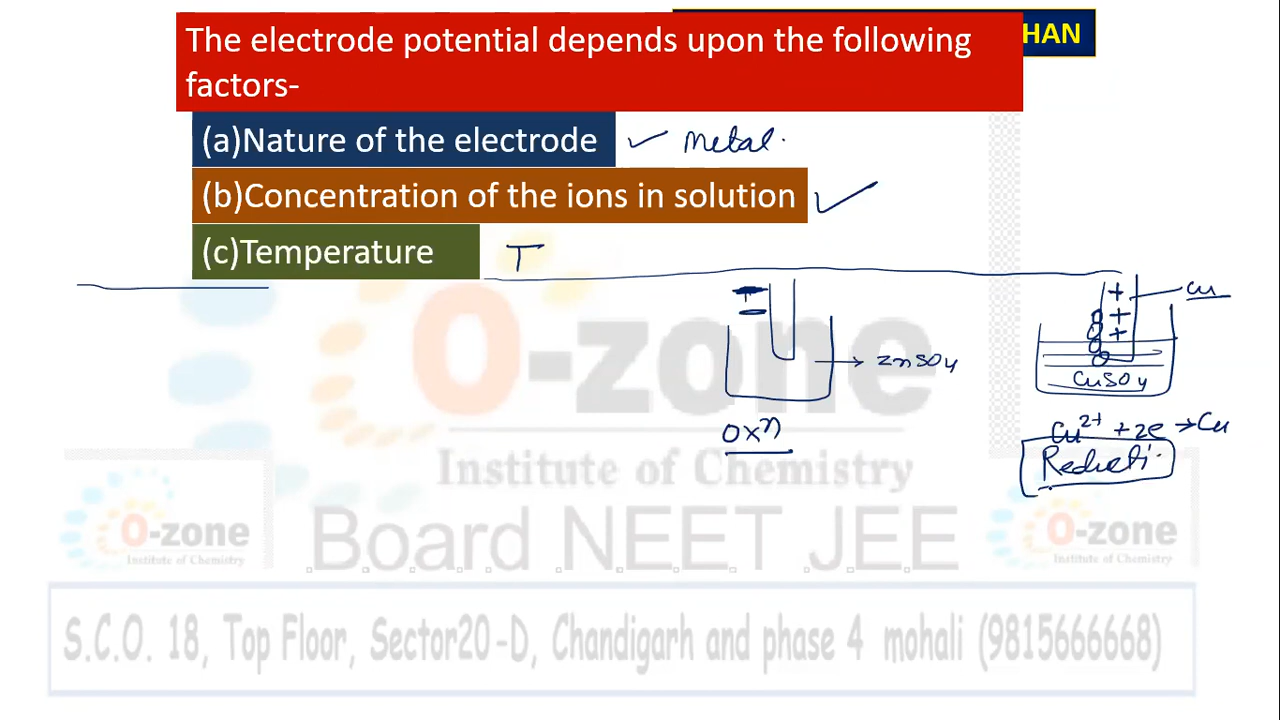 HAN
The electrode potential depends upon the following
factors-
(a)Nature of the electrode ✓ Metal.
(b)Concentration of the ions in solution ✓
(c)Temperature T
+ Cu
+
+
ZnSO4
CuSO4
Oxn
Cu2+ + 2e → Cu
Reducti.
O-zone
Institute of Chemistry
Board NEET JEE
O-zone
Institute of Chemistry
O-zone
Institute of Chemistry
S.C.O. 18, Top Floor, Sector20-D, Chandigarh and phase 4 mohali (9815666668)